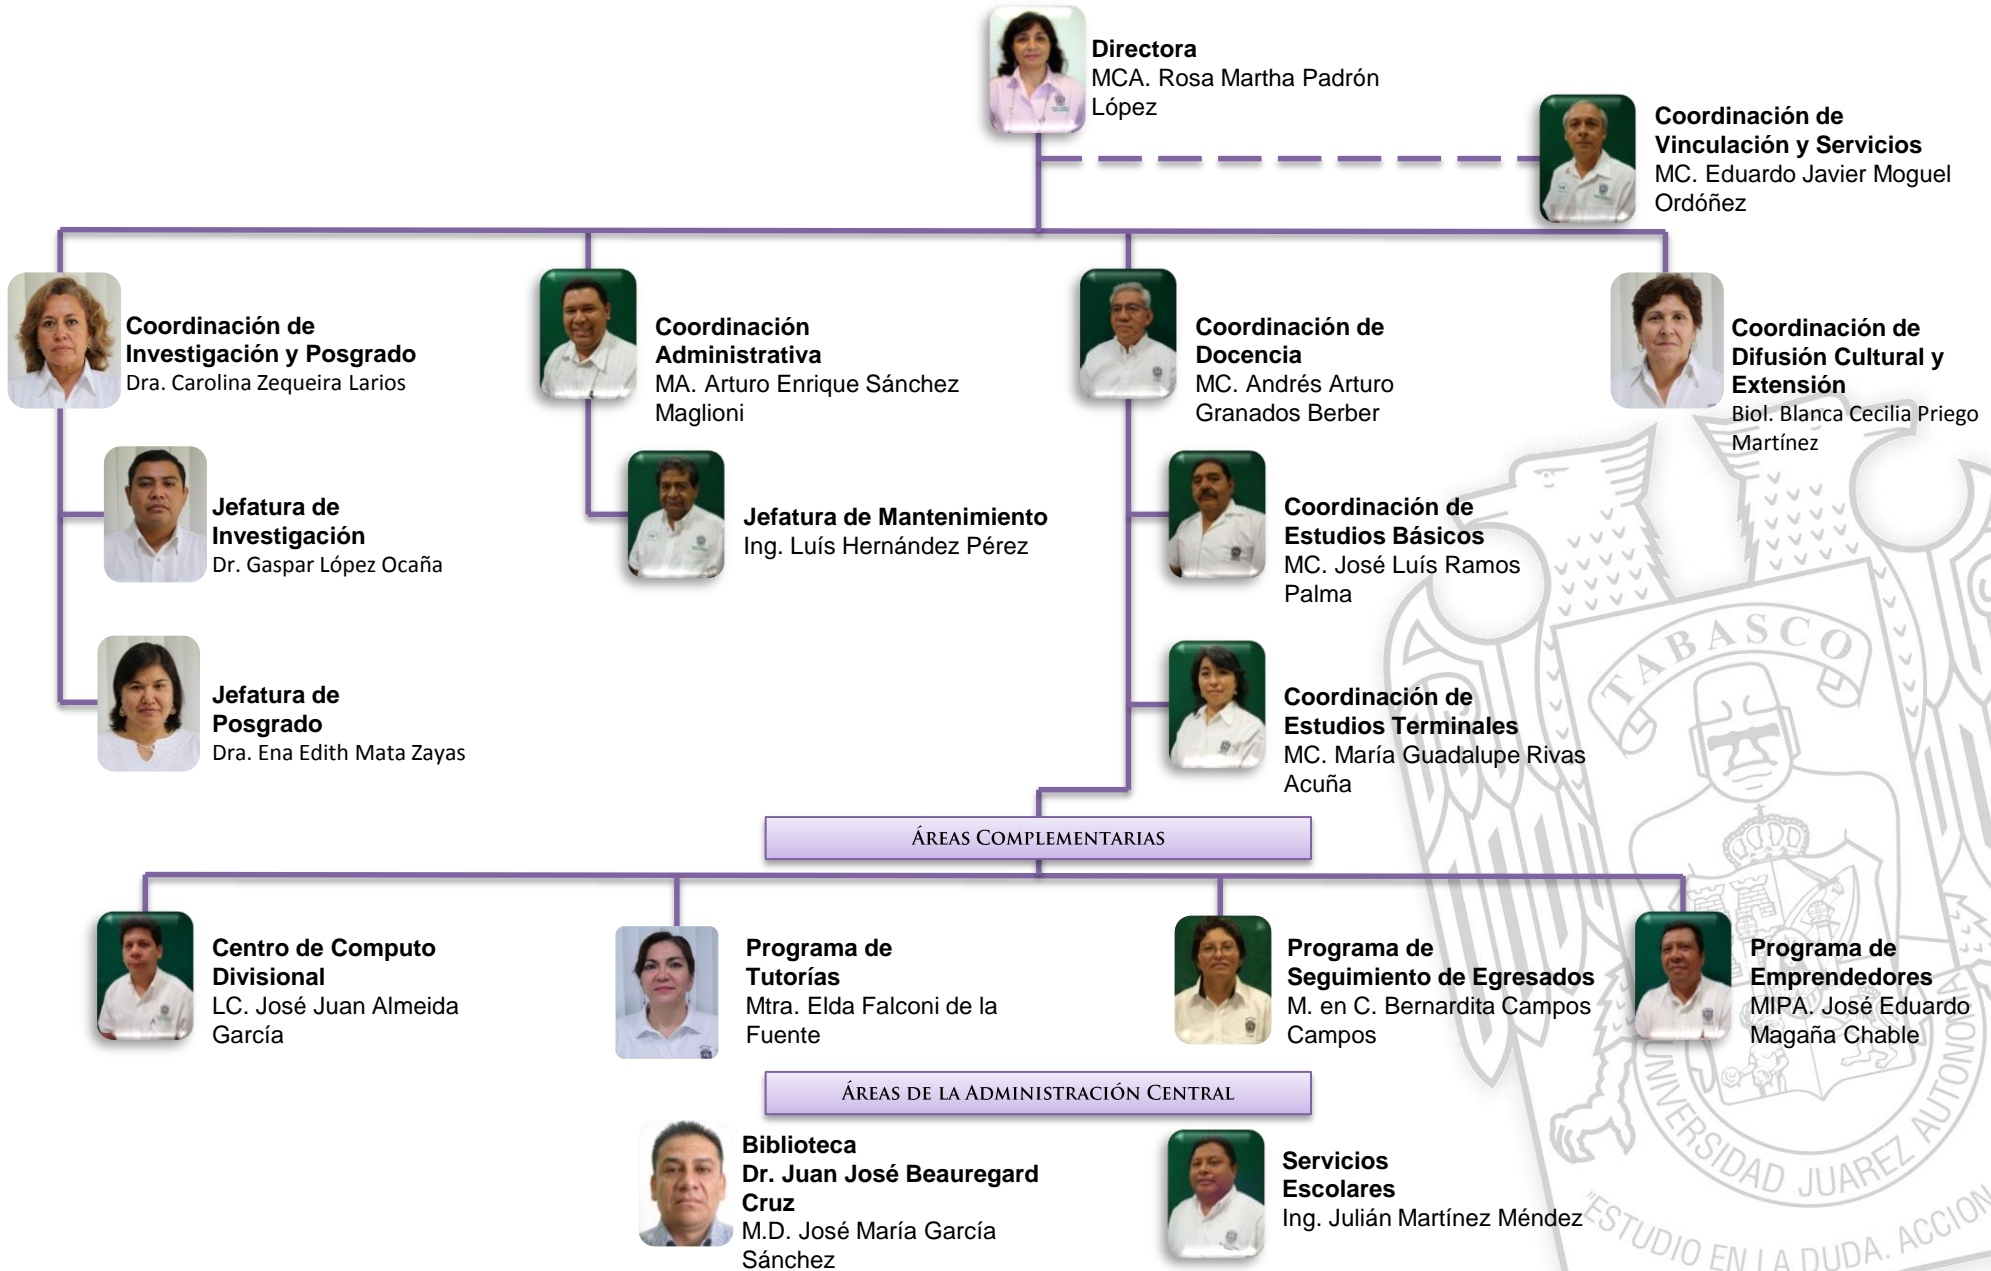 Directora
MCA. Rosa Martha Padrón
López
Coordinación de
Vinculación y Servicios
MC. Eduardo Javier Moguel
Ordóñez
Coordinación de
Investigación y Posgrado
Dra. Carolina Zequeira Larios
Coordinación
Administrativa
MA. Arturo Enrique Sánchez
Maglioni
Coordinación de
Docencia
MC. Andrés Arturo
Granados Berber
Coordinación de
Difusión Cultural y
Extensión
Biol. Blanca Cecilia Priego
Martínez
Jefatura de
Investigación
Dr. Gaspar López Ocaña
Jefatura de Mantenimiento
Ing. Luís Hernández Pérez
Coordinación de
Estudios Básicos
MC. José Luís Ramos
Palma
Jefatura de
Posgrado
Dra. Ena Edith Mata Zayas
Coordinación de
Estudios Terminales
MC. María Guadalupe Rivas
Acuña
TABASCO
ÁREAS COMPLEMENTARIAS
Centro de Computo
Divisional
LC. José Juan Almeida
García
Programa de
Tutorías
Mtra. Elda Falconi de la
Fuente
Programa de
Seguimiento de Egresados
M. en C. Bernardita Campos
Campos
Programa de
Emprendedores
MIPA. José Eduardo
Magaña Chable
ÁREAS DE LA ADMINISTRACIÓN CENTRAL
Biblioteca
Dr. Juan José Beauregard
Cruz
M.D. José María García
Sánchez
Servicios
Escolares
Ing. Julián Martínez Méndez
UNIVERSIDAD JUAREZ AUTONOMA
"ESTUDIO EN LA DUDA. ACCION